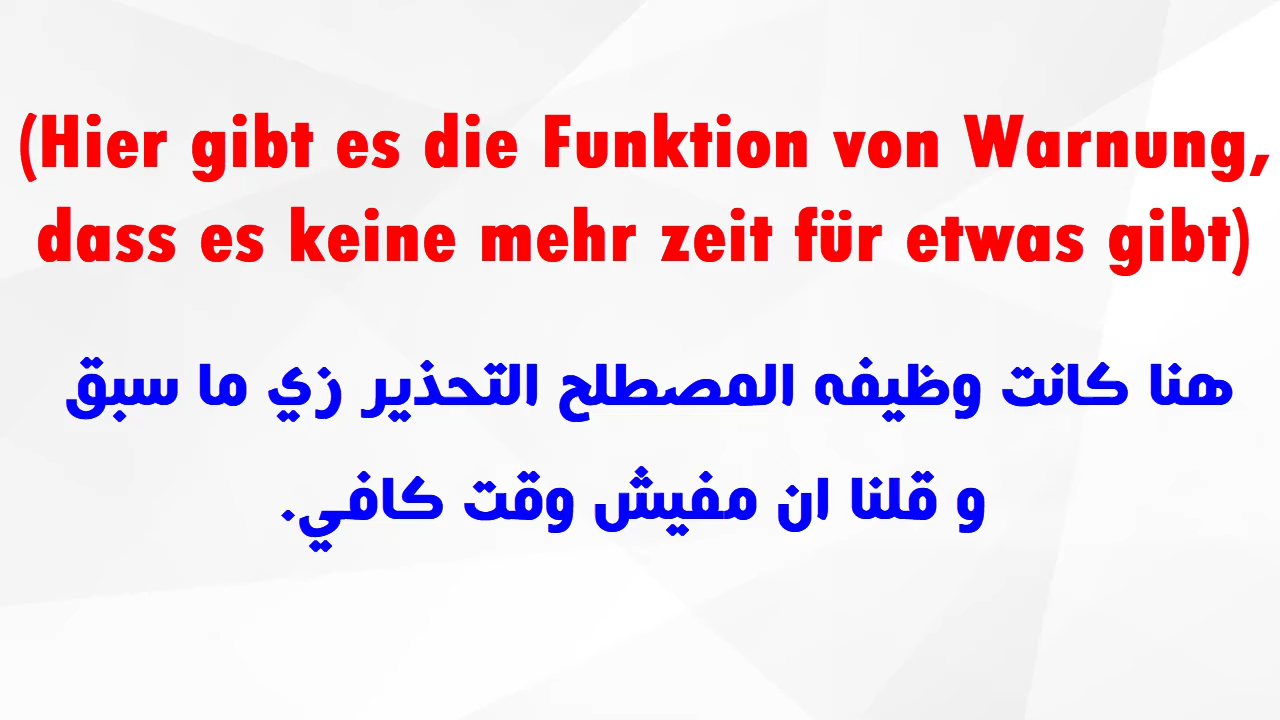 (Hier gibt es die Funktion von Warnung,
dass es keine mehr zeit für etwas gibt)
هنا كانت وظيفه المصطلح التحذير زي ما سبق
و قلنا ان مفيش وقت كافي.